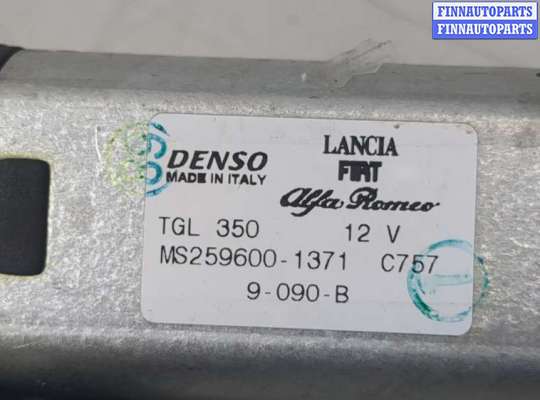 FINNAUTOPARTS
FINNAUTOPARTS
DENSO
MADE IN ITALY
LANCIA
FIAT
Alfa Romeo
TGL 350 12 V
MS259600-1371 C757
9-090-B